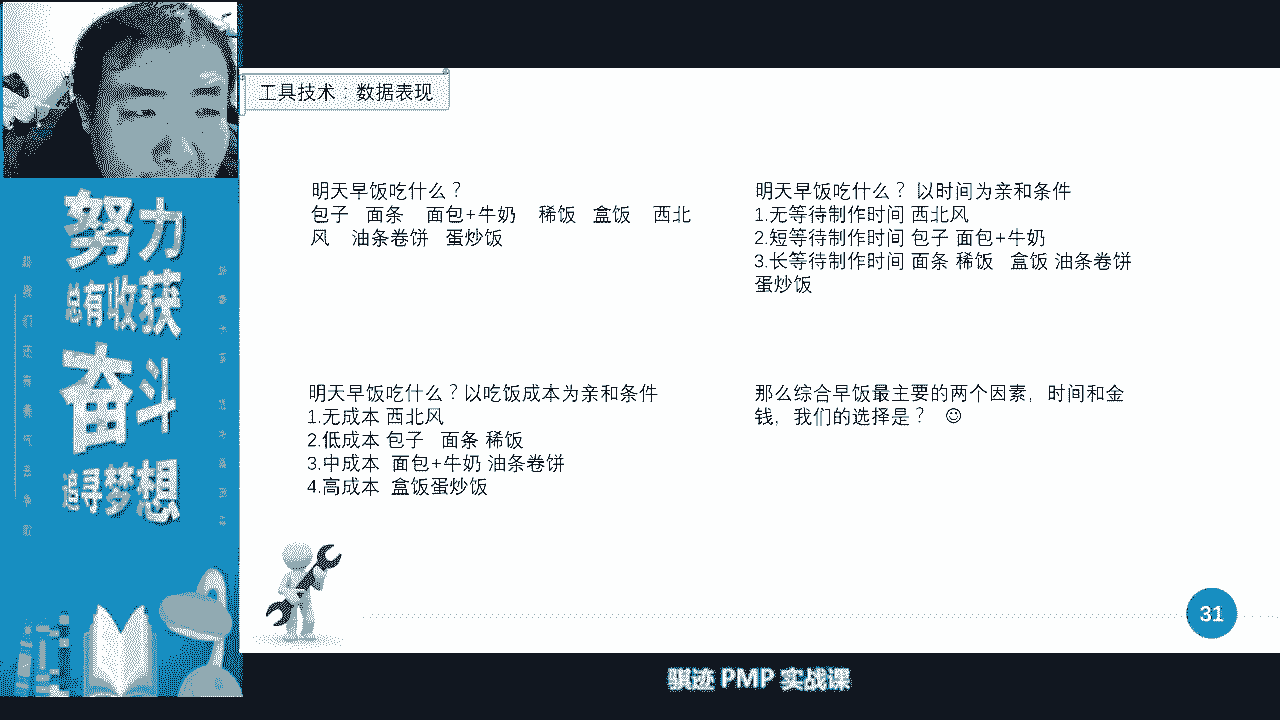 工具技术：数据表现
明天早饭吃什么？
包子 面条 面包+牛奶 稀饭 盒饭 西北
风 油条卷饼 蛋炒饭
明天早饭吃什么？ 以时间为亲和条件
1.无等待制作时间 西北风
2.短等待制作时间 包子 面包+牛奶
3.长等待制作时间 面条 稀饭 盒饭 油条卷饼
蛋炒饭
明天早饭吃什么？以吃饭成本为亲和条件
1.无成本 西北风
2.低成本 包子 面条 稀饭
3.中成本 面包+牛奶 油条卷饼
4.高成本 盒饭蛋炒饭
那么综合早饭最主要的两个因素，时间和金
钱，我们的选择是？ ☺
努力
总有收获
奋斗
追寻梦想
31
骐迹 PMP 实战课